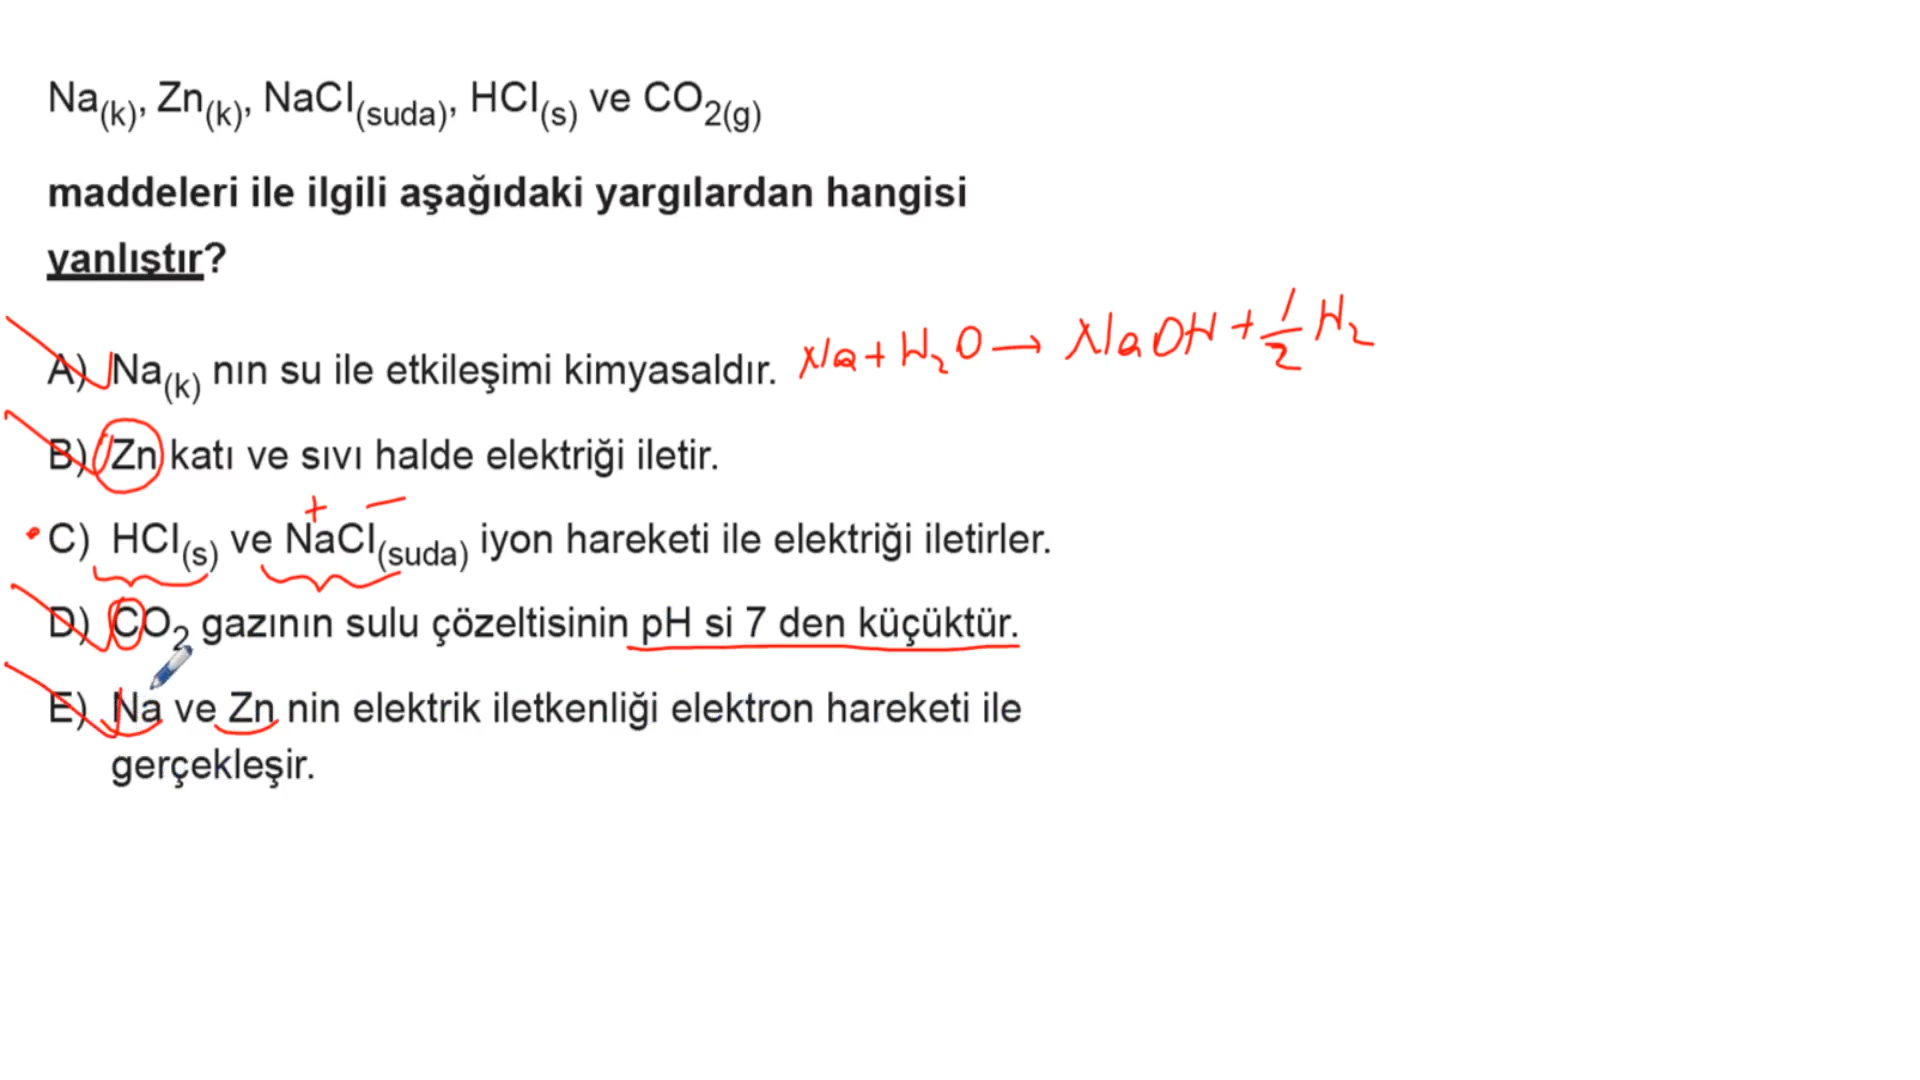 Na(k), Zn(k), NaCl(suda), HCl(s) ve CO2(g)
maddeleri ile ilgili aşağıdaki yargılardan hangisi
yanlıştır?
A) Na(k) nın su ile etkileşimi kimyasaldır. Na + H2O → NaOH + 1/2 H2
B) Zn katı ve sıvı halde elektriği iletir.
+ −
C) HCl(s) ve NaCl(suda) iyon hareketi ile elektriği iletirler.
D) CO2 gazının sulu çözeltisinin pH si 7 den küçüktür.
E) Na ve Zn nin elektrik iletkenliği elektron hareketi ile
gerçekleşir.